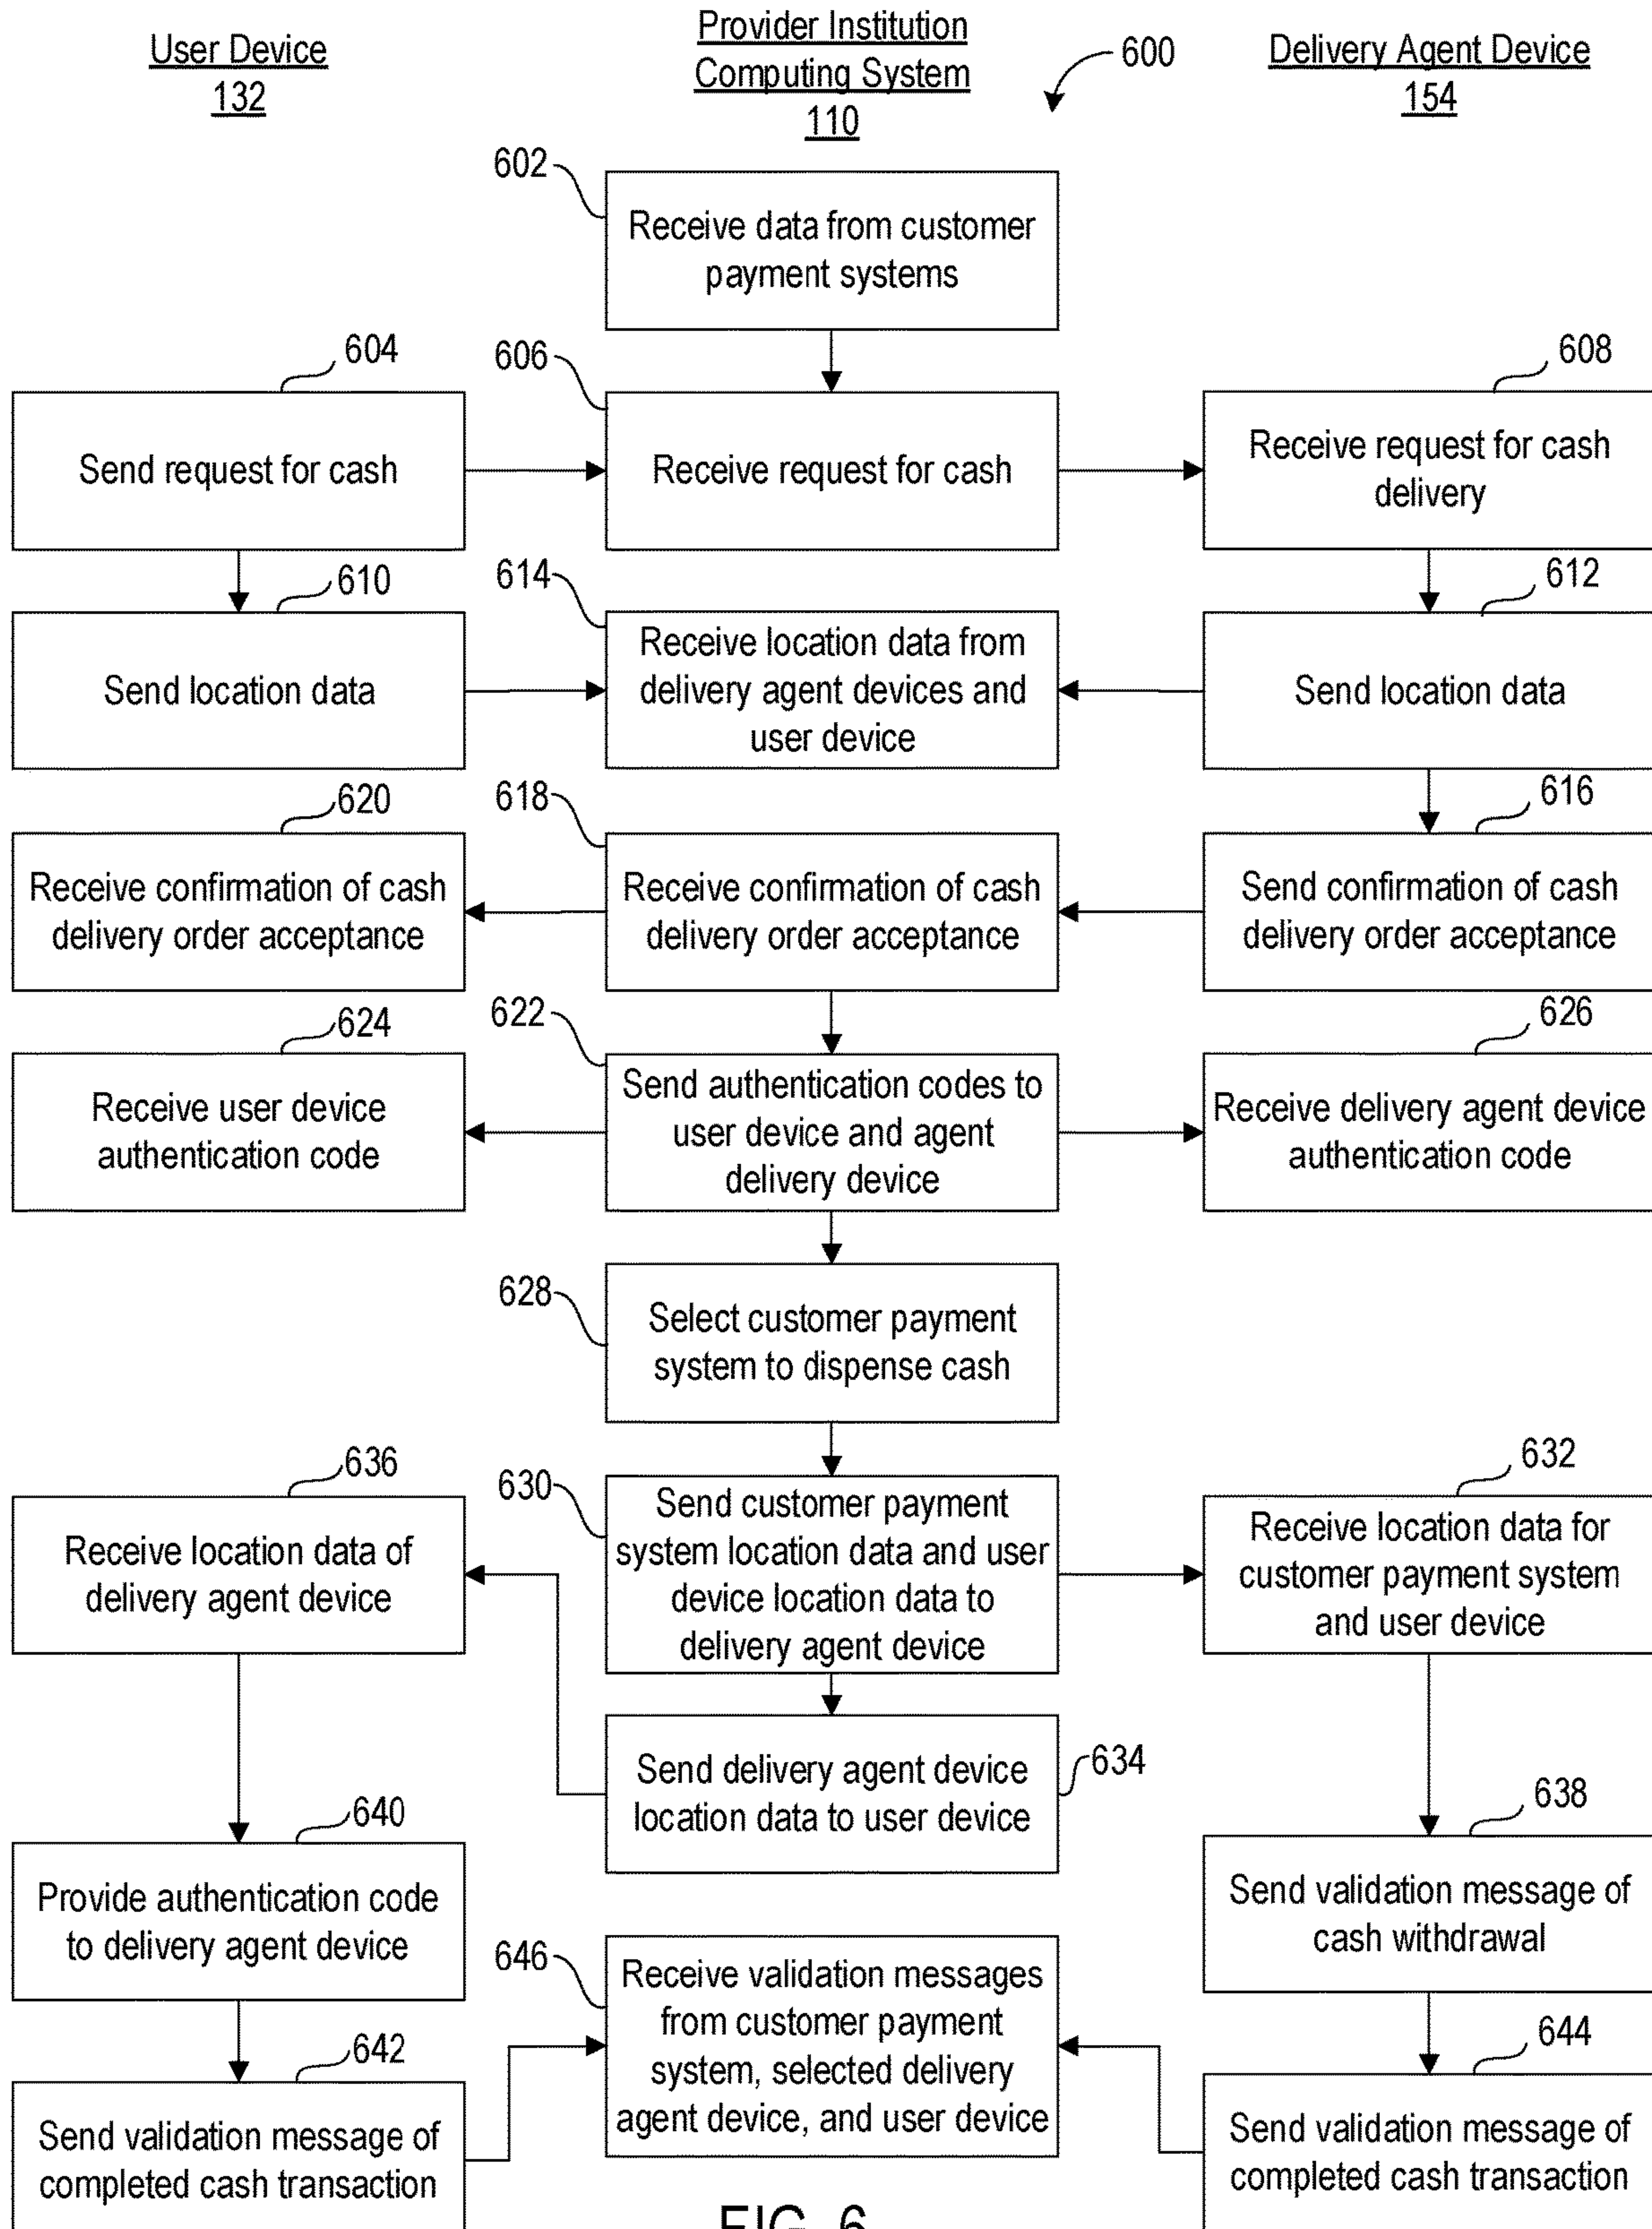 User Device
132
Provider Institution
Computing System
110
600
Delivery Agent Device
154
602
Receive data from customer
payment systems
604
Send request for cash
606
Receive request for cash
608
Receive request for cash
delivery
610
Send location data
614
Receive location data from
delivery agent devices and
user device
612
Send location data
620
Receive confirmation of cash
delivery order acceptance
618
Receive confirmation of cash
delivery order acceptance
616
Send confirmation of cash
delivery order acceptance
624
Receive user device
authentication code
622
Send authentication codes to
user device and agent
delivery device
626
Receive delivery agent device
authentication code
628
Select customer payment
system to dispense cash
636
Receive location data of
delivery agent device
630
Send customer payment
system location data and user
device location data to
delivery agent device
632
Receive location data for
customer payment system
and user device
634
Send delivery agent device
location data to user device
640
Provide authentication code
to delivery agent device
638
Send validation message of
cash withdrawal
646
Receive validation messages
from customer payment
system, selected delivery
agent device, and user device
642
Send validation message of
completed cash transaction
644
Send validation message of
completed cash transaction
FIG. 6